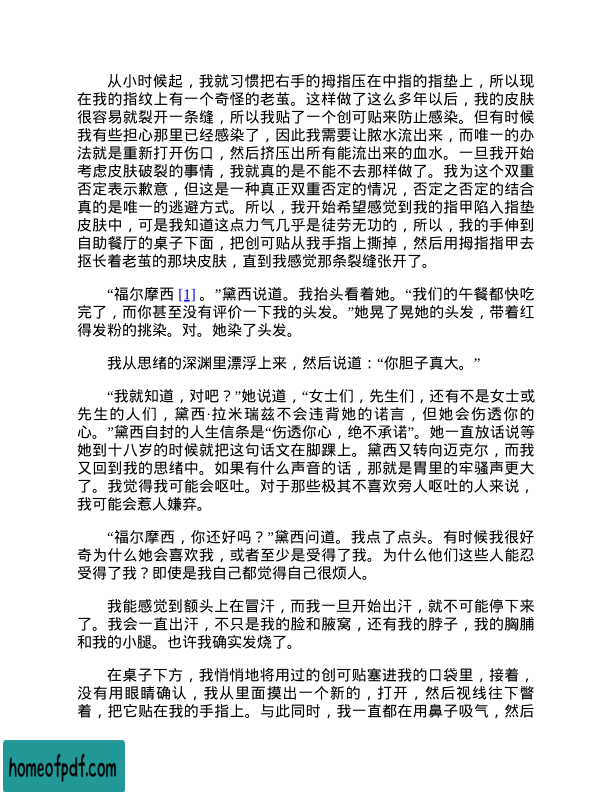 从小时候起，我就习惯把右手的拇指压在中指的指垫上，所以现
在我的指纹上有一个奇怪的老茧。这样做了这么多年以后，我的皮肤
很容易就裂开一条缝，所以我贴了一个创可贴来防止感染。但有时候
我有些担心那里已经感染了，因此我需要让脓水流出来，而唯一的办
法就是重新打开伤口，然后挤压出所有能流出来的血水。一旦我开始
考虑皮肤破裂的事情，我就真的是不能不去那样做了。我为这个双重
否定表示歉意，但这是一种真正双重否定的情况，否定之否定的结合
真的是唯一的逃避方式。所以，我开始希望感觉到我的指甲陷入指垫
皮肤中，可是我知道这点力气几乎是徒劳无功的，所以，我的手伸到
自助餐厅的桌子下面，把创可贴从我手指上撕掉，然后用拇指指甲去
抠长着老茧的那块皮肤，直到我感觉那条裂缝张开了。
“福尔摩西 [1] 。”黛西说道。我抬头看着她。“我们的午餐都快吃
完了，而你甚至没有评价一下我的头发。”她晃了晃她的头发，带着红
得发粉的挑染。对。她染了头发。
我从思绪的深渊里漂浮上来，然后说道：“你胆子真大。”
“我就知道，对吧？”她说道，“女士们，先生们，还有不是女士或
先生的人们，黛西·拉米瑞兹不会违背她的诺言，但她会伤透你的
心。”黛西自封的人生信条是“伤透你心，绝不承诺”。她一直放话说等
她到十八岁的时候就把这句话文在脚踝上。黛西又转向迈克尔，而我
又回到我的思绪中。如果有什么声音的话，那就是胃里的牢骚声更大
了。我觉得我可能会呕吐。对于那些极其不喜欢旁人呕吐的人来说，
我可能会惹人嫌弃。
“福尔摩西，你还好吗？”黛西问道。我点了点头。有时候我很好
奇为什么她会喜欢我，或者至少是受得了我。为什么他们这些人能忍
受得了我？即使是我自己都觉得自己很烦人。
我能感觉到额头上在冒汗，而我一旦开始出汗，就不可能停下来
了。我会一直出汗，不只是我的脸和腋窝，还有我的脖子，我的胸脯
和我的小腿。也许我确实发烧了。
在桌子下方，我悄悄地将用过的创可贴塞进我的口袋里，接着，
没有用眼睛确认，我从里面摸出一个新的，打开，然后视线往下瞥
着，把它贴在我的手指上。与此同时，我一直都在用鼻子吸气，然后
homeofpdf.com